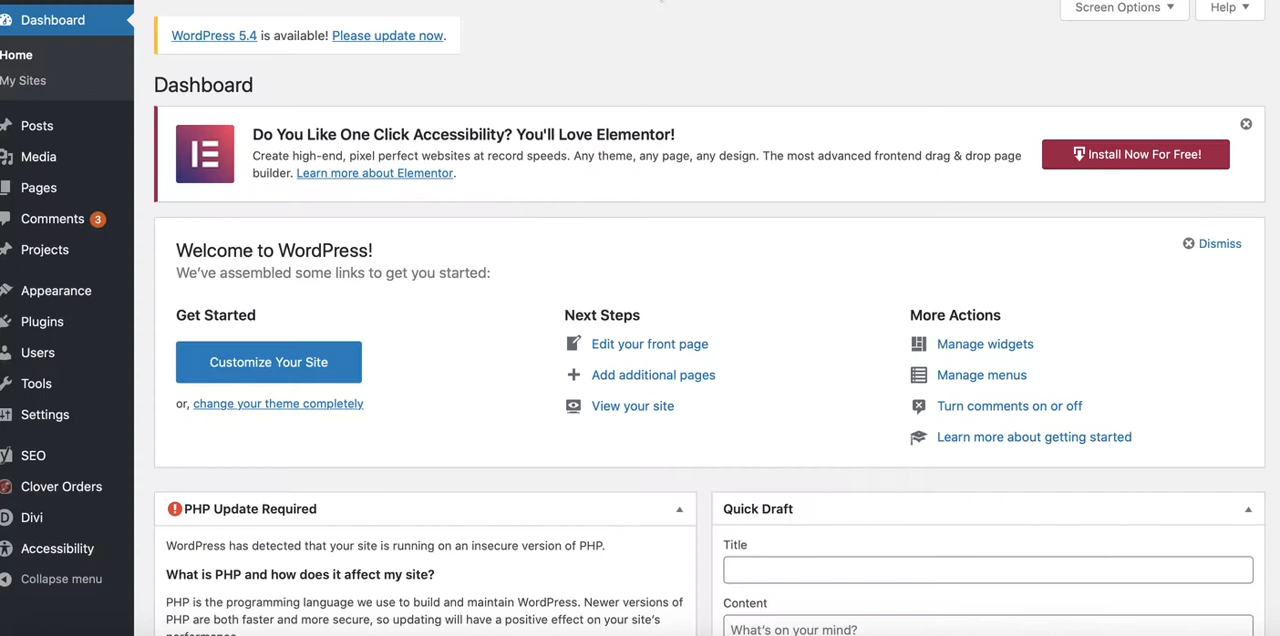 Dashboard
Home
My Sites
Posts
Media
Pages
Comments 3
Projects
Appearance
Plugins
Users
Tools
Settings
SEO
Clover Orders
Divi
Accessibility
Collapse menu
Screen Options ▼
Help ▼
WordPress 5.4 is available! Please update now.
Dashboard
Do You Like One Click Accessibility? You'll Love Elementor!
Create high-end, pixel perfect websites at record speeds. Any theme, any page, any design. The most advanced frontend drag & drop page
builder. Learn more about Elementor.
Install Now For Free!
Welcome to WordPress!
We've assembled some links to get you started:
Dismiss
Get Started
Customize Your Site
or, change your theme completely
Next Steps
Edit your front page
Add additional pages
View your site
More Actions
Manage widgets
Manage menus
Turn comments on or off
Learn more about getting started
PHP Update Required
WordPress has detected that your site is running on an insecure version of PHP.
What is PHP and how does it affect my site?
PHP is the programming language we use to build and maintain WordPress. Newer versions of
PHP are both faster and more secure, so updating will have a positive effect on your site's
performance.
Quick Draft
Title
Content
What's on your mind?